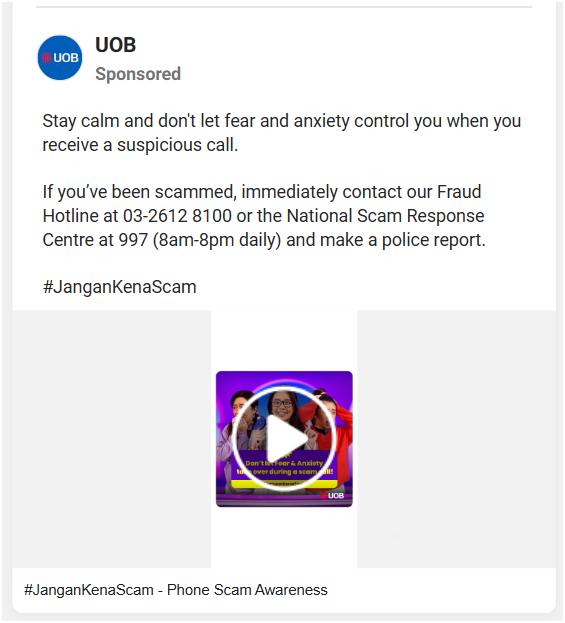 UOB
UOB
Sponsored
Stay calm and don't let fear and anxiety control you when you
receive a suspicious call.
If you’ve been scammed, immediately contact our Fraud
Hotline at 03-2612 8100 or the National Scam Response
Centre at 997 (8am-8pm daily) and make a police report.
#JanganKenaScam
Don't let Fear & Anxiety
over during a scam
UOB
#JanganKenaScam - Phone Scam Awareness